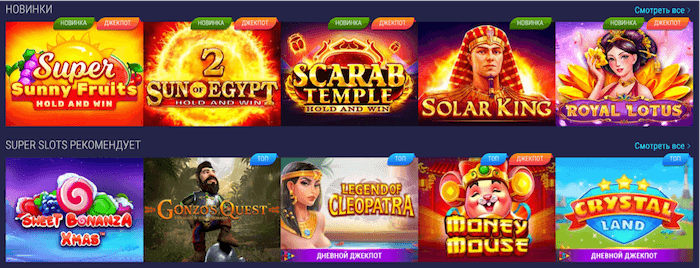 НОВИНКИ
Смотреть все ›
НОВИНКА ДЖЕКПОТ
НОВИНКА ДЖЕКПОТ
НОВИНКА ДЖЕКПОТ
НОВИНКА
НОВИНКА ДЖЕКПОТ
Super
Sunny Fruits
HOLD AND WIN
2
SUN OF EGYPT
HOLD AND WIN
SCARAB
TEMPLE
HOLD AND WIN
SOLAR KING
ROYAL LOTUS
SUPER SLOTS РЕКОМЕНДУЕТ
Смотреть все ›
SWEET BONANZA
XMAS
ТОП
GONZO'S QUEST
ТОП
LEGEND OF
CLEOPATRA
ДНЕВНОЙ ДЖЕКПОТ
ТОП ДЖЕКПОТ
MONEY
MOUSE
ТОП
CRYSTAL
LAND
ДНЕВНОЙ ДЖЕКПОТ